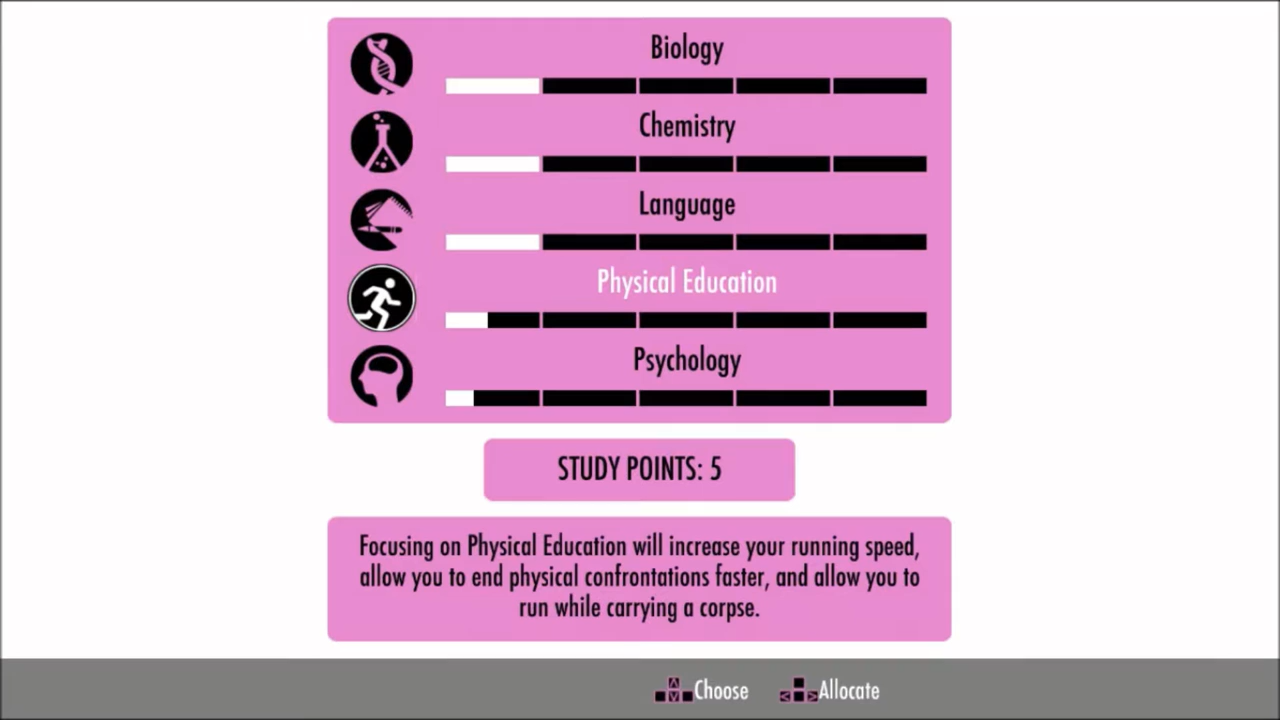 Biology
Chemistry
Language
Physical Education
Psychology
STUDY POINTS: 5
Focusing on Physical Education will increase your running speed,
allow you to end physical confrontations faster, and allow you to
run while carrying a corpse.
Choose
Allocate